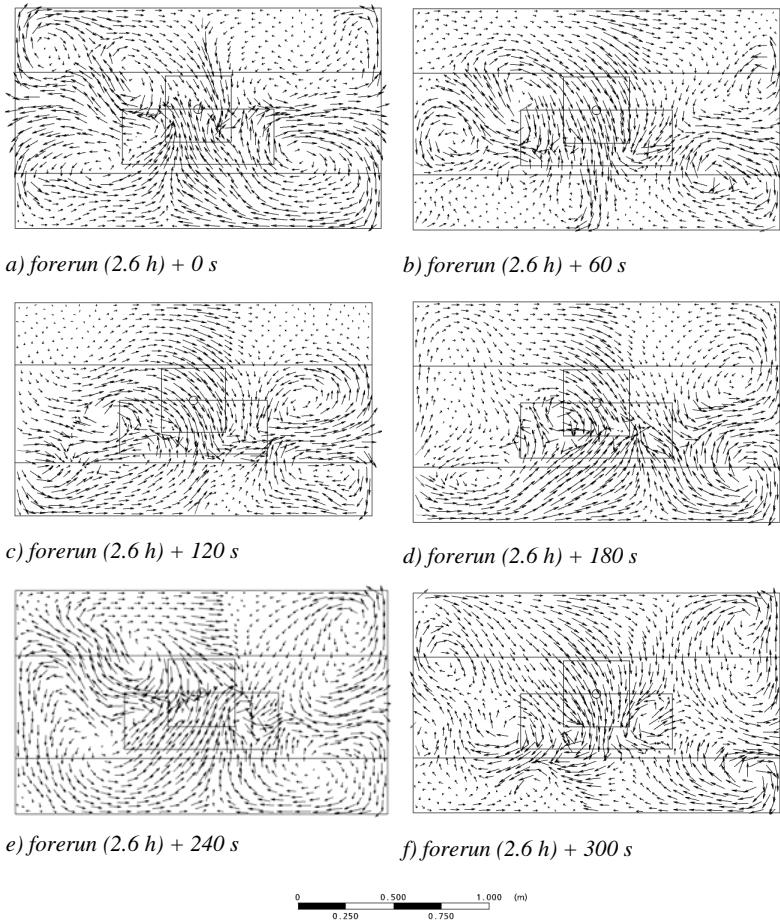 a) forerun (2.6 h) + 0 s
b) forerun (2.6 h) + 60 s
c) forerun (2.6 h) + 120 s
d) forerun (2.6 h) + 180 s
e) forerun (2.6 h) + 240 s
f) forerun (2.6 h) + 300 s
0 0.500 1.000 (m)
0.250 0.750